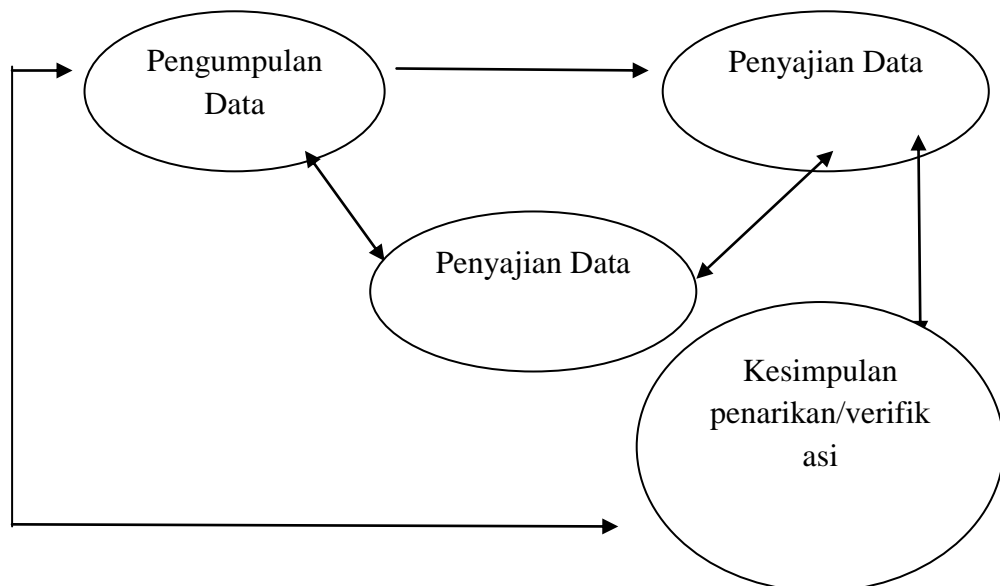 Pengumpulan
Data
Penyajian Data
Penyajian Data
Kesimpulan
penarikan/verifik
asi